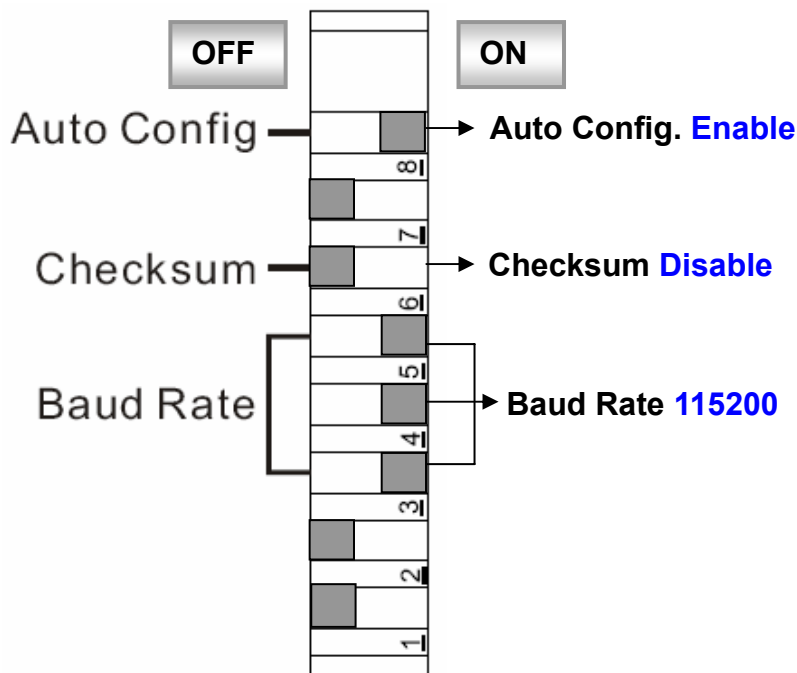 OFF
ON
Auto Config
Auto Config. Enable
8
7
Checksum
Checksum Disable
6
5
Baud Rate
Baud Rate 115200
4
3
2
1